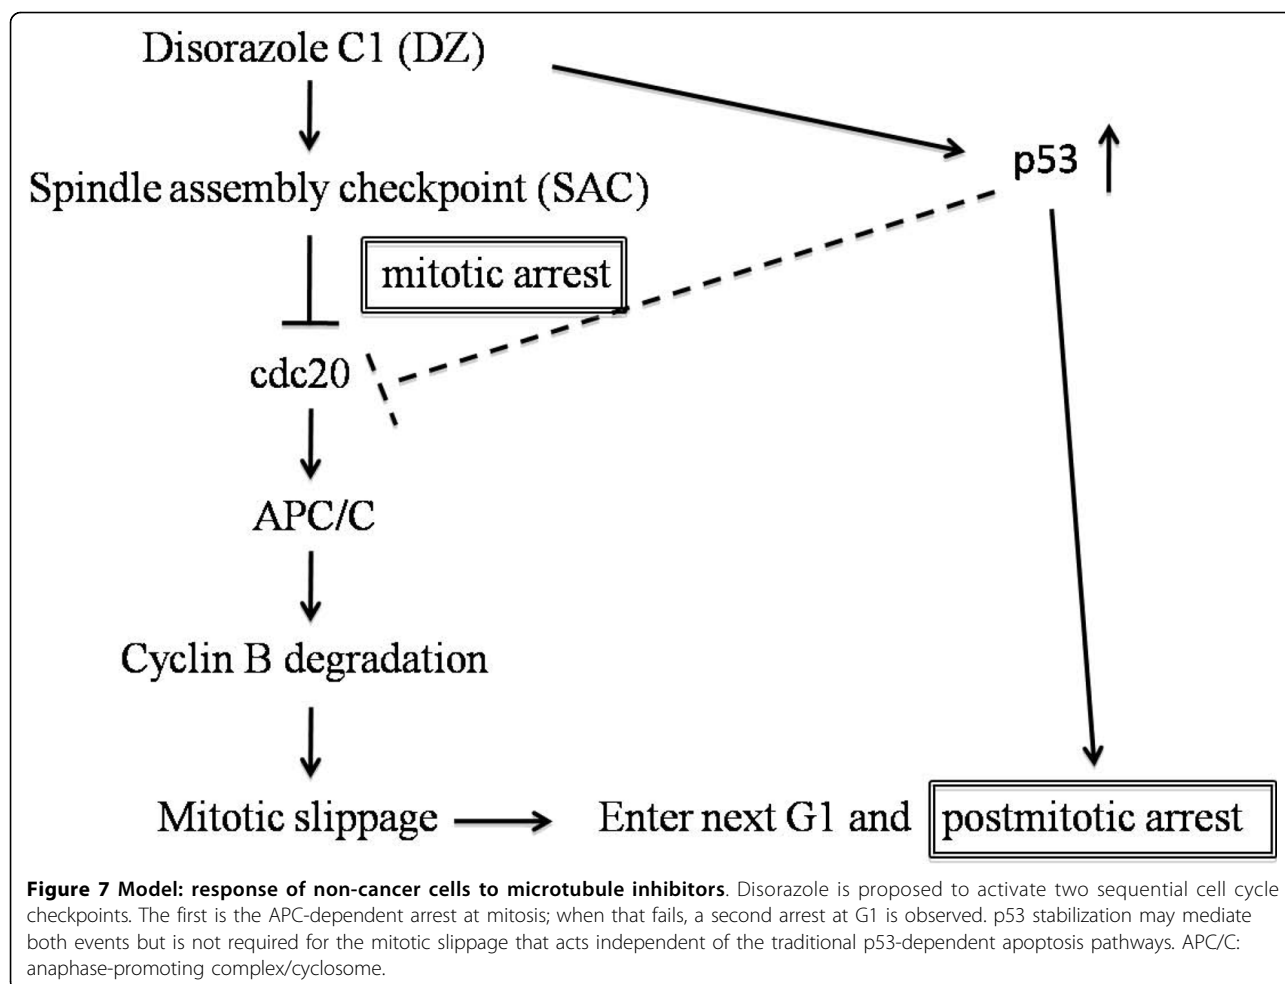 Disorazole C1 (DZ)
p53
Spindle assembly checkpoint (SAC)
mitotic arrest
cdc20
APC/C
Cyclin B degradation
Mitotic slippage
Enter next G1 and postmitotic arrest
Figure 7 Model: response of non-cancer cells to microtubule inhibitors. Disorazole is proposed to activate two sequential cell cycle
checkpoints. The first is the APC-dependent arrest at mitosis; when that fails, a second arrest at G1 is observed. p53 stabilization may mediate
both events but is not required for the mitotic slippage that acts independent of the traditional p53-dependent apoptosis pathways. APC/C:
anaphase-promoting complex/cyclosome.